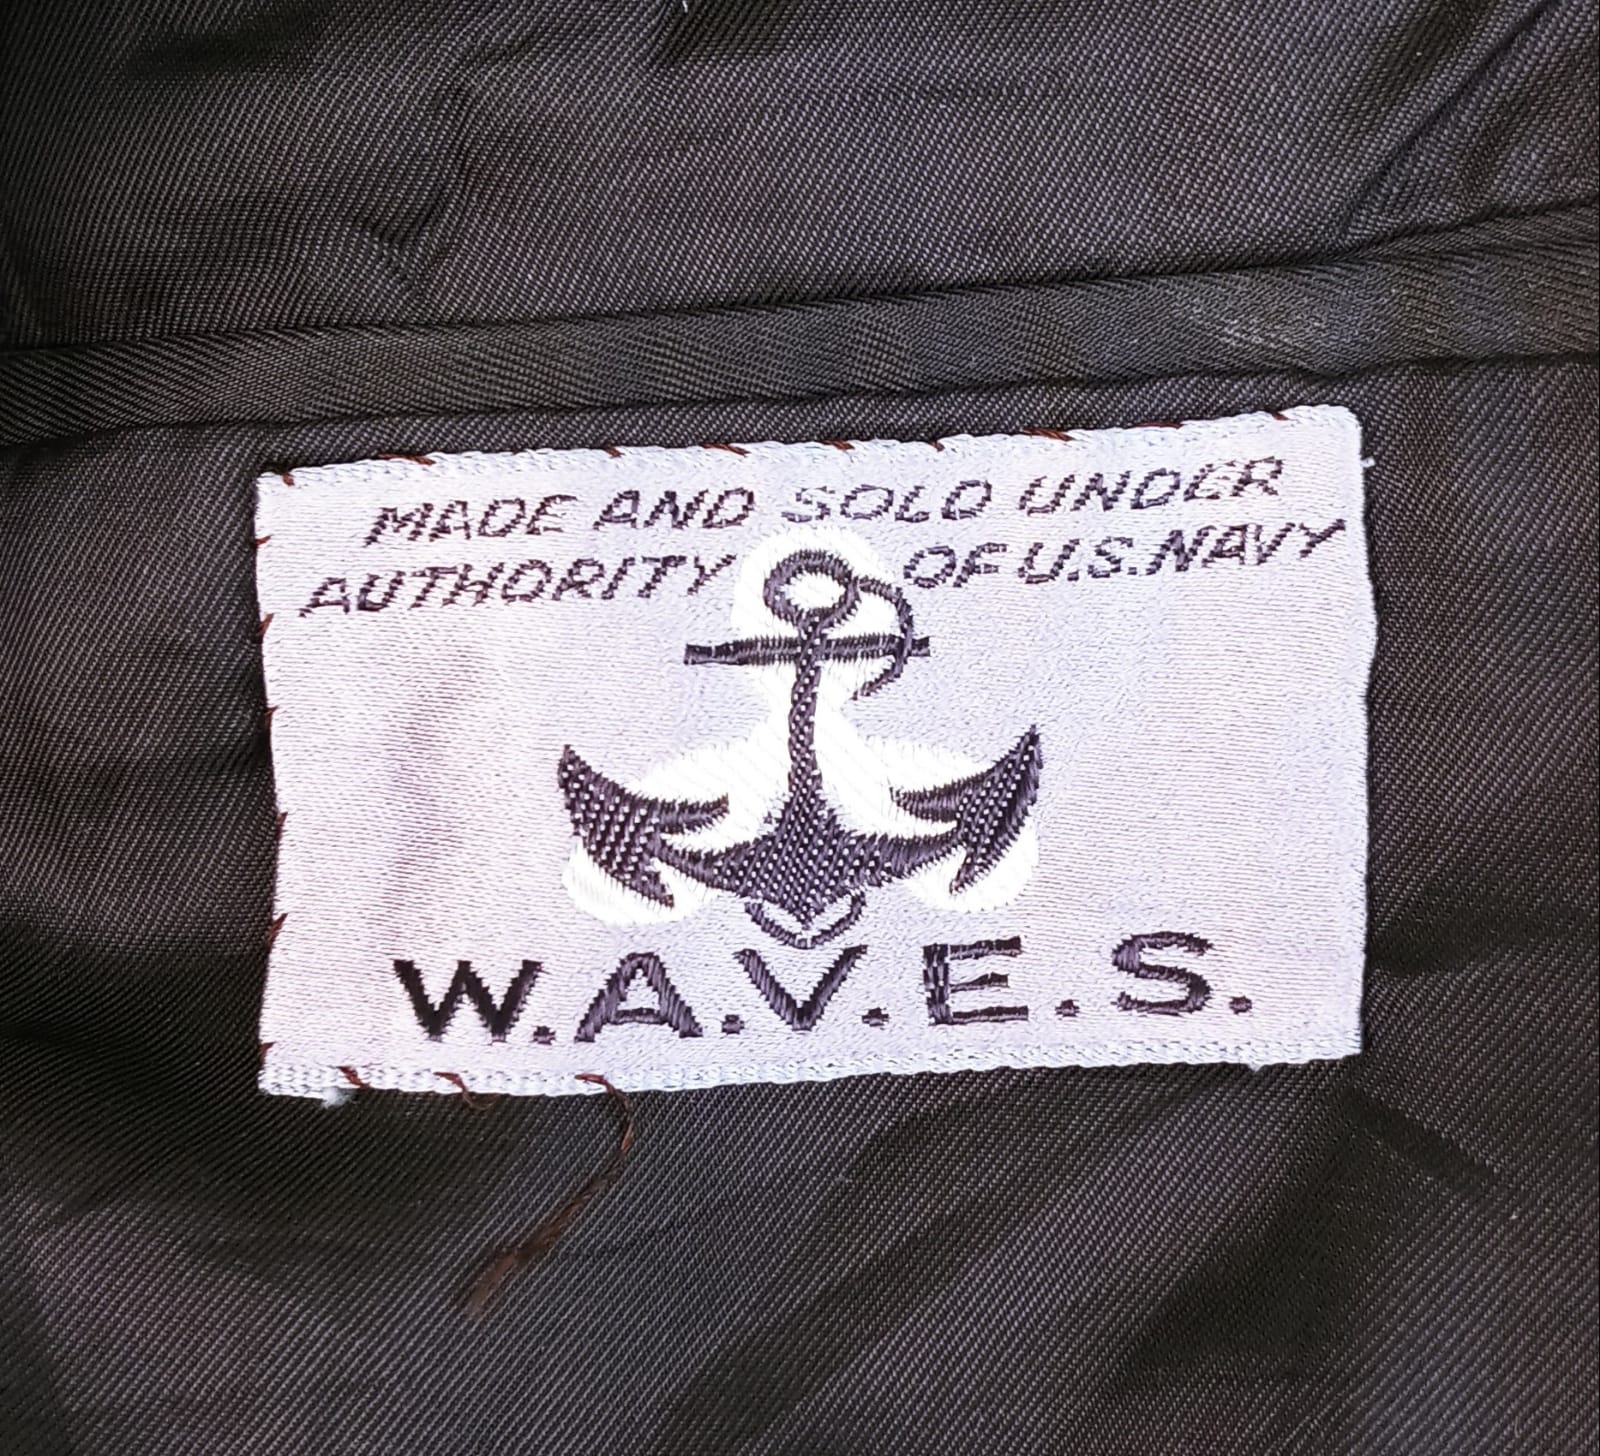 MADE AND SOLD UNDER
AUTHORITY OF U.S. NAVY
W.A.V.E.S.